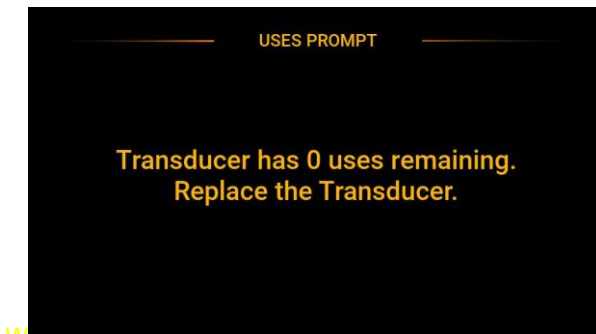 USES PROMPT
Transducer has 0 uses remaining.
Replace the Transducer.